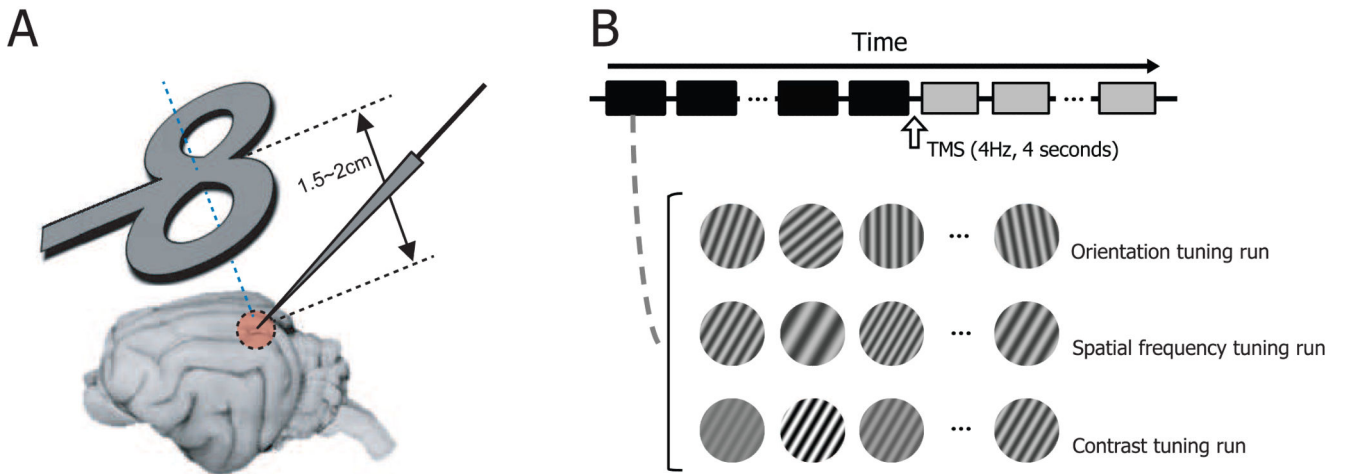 A
1.5~2cm
B
Time
...
...
TMS (4Hz, 4 seconds)
... Orientation tuning run
... Spatial frequency tuning run
... Contrast tuning run